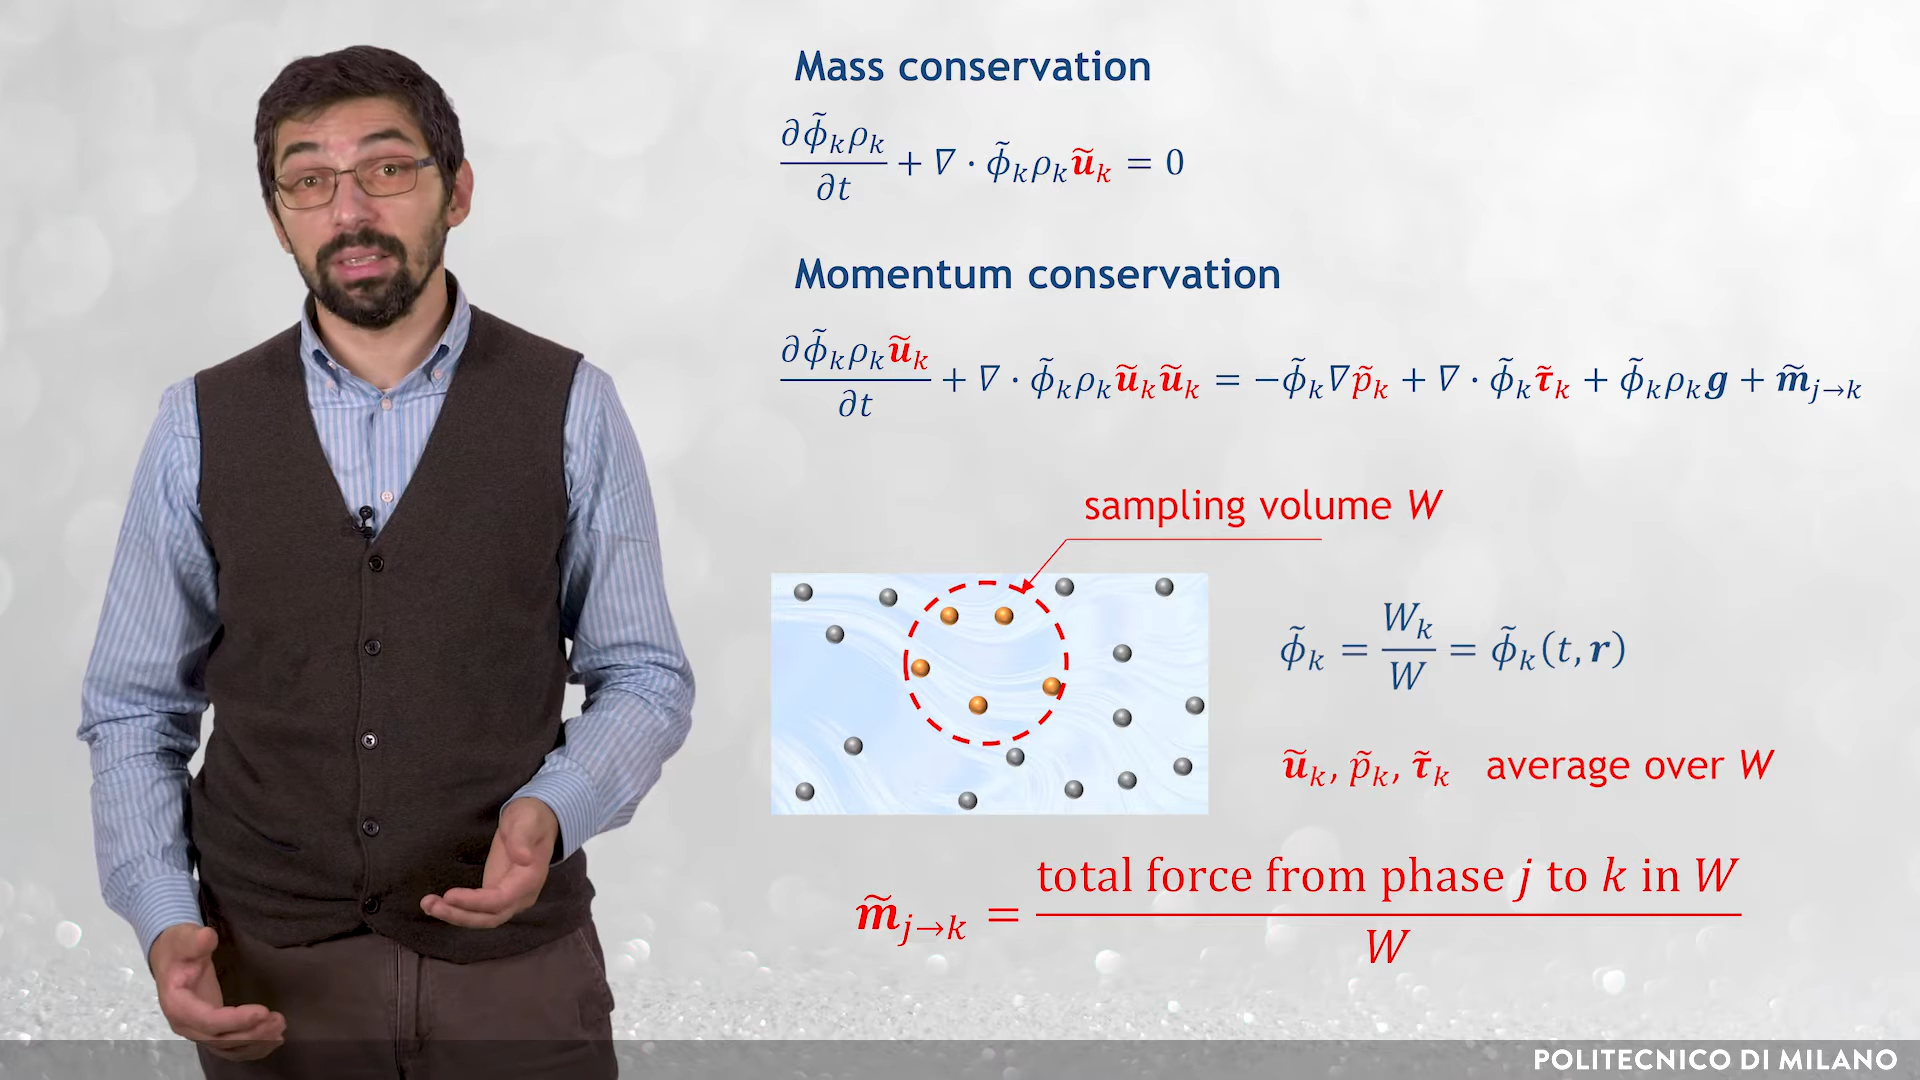 Mass conservation
∂ϕ̃ₖρₖ/∂t + ∇ · ϕ̃ₖρₖũₖ = 0
Momentum conservation
∂ϕ̃ₖρₖũₖ/∂t + ∇ · ϕ̃ₖρₖũₖũₖ = −ϕ̃ₖ∇p̃ₖ + ∇ · ϕ̃ₖτ̃ₖ + ϕ̃ₖρₖg + m̃ⱼ→ₖ
sampling volume W
ϕ̃ₖ = Wₖ/W = ϕ̃ₖ(t, r)
ũₖ, p̃ₖ, τ̃ₖ average over W
m̃ⱼ→ₖ = total force from phase j to k in W / W
POLITECNICO DI MILANO